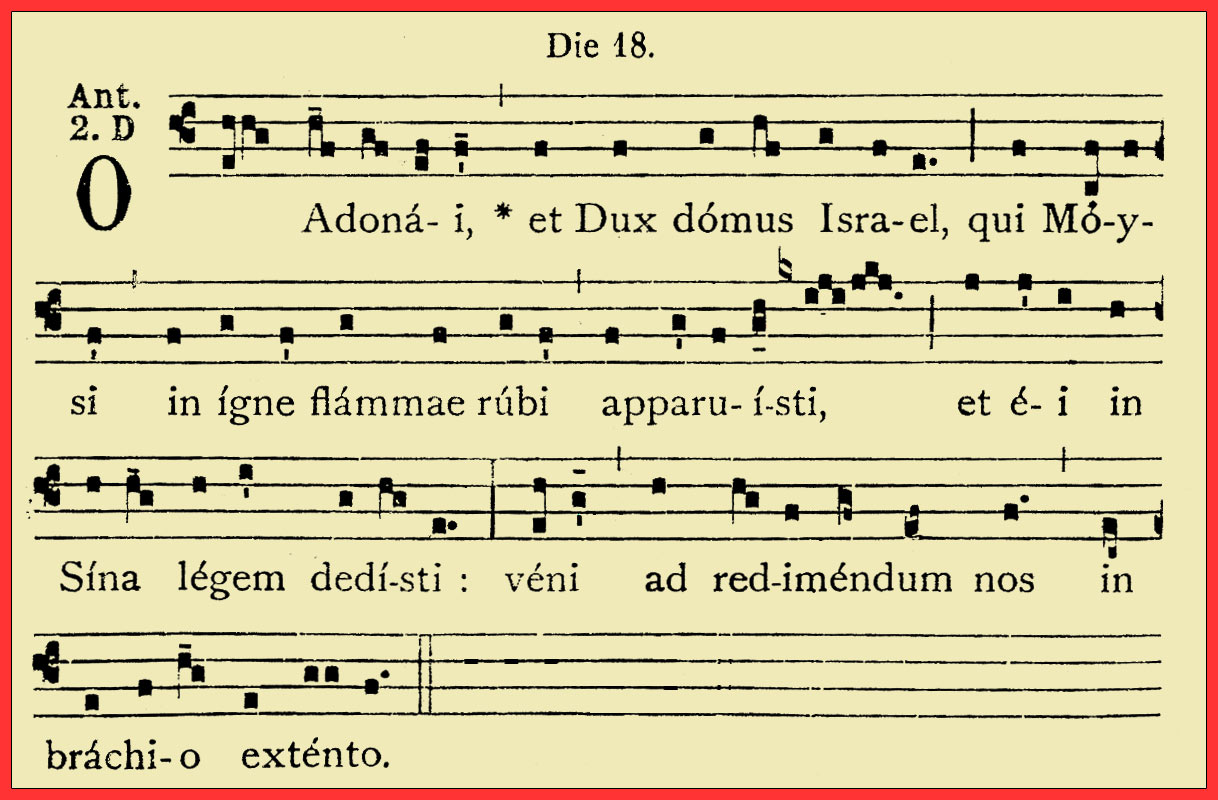 Die 18.
Ant.
2. D
O Adoná- i, * et Dux dómus Isra-el, qui Mó-y-
si in ígne flámmae rúbi apparu- í-sti, et é- i in
Sína légem dedí-sti : véni ad red-iméndum nos in
bráchi- o exténto.